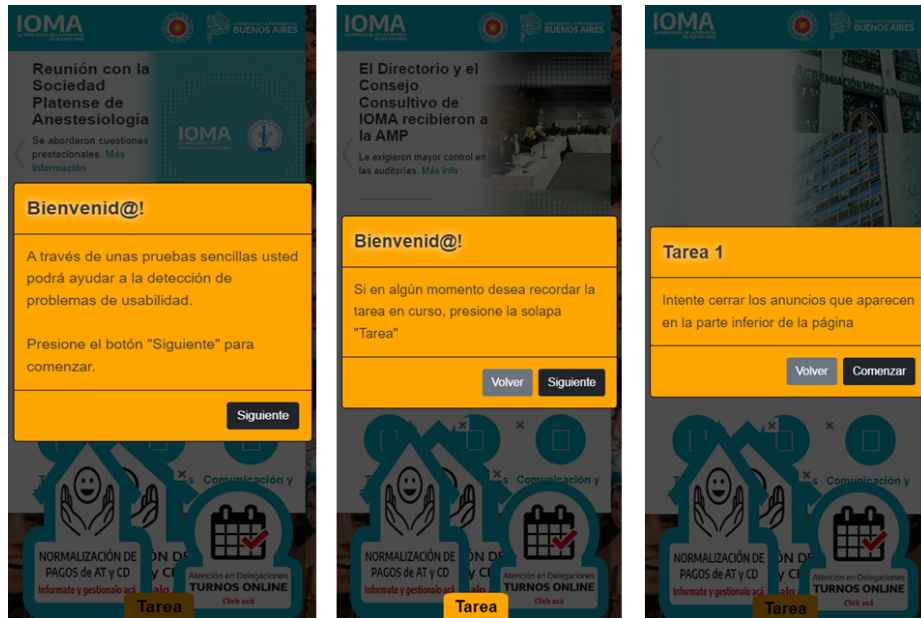 IOMA
BUENOS AIRES
Reunión con la
Sociedad
Platense de
Anestesiología
Se abordaron cuestiones
prestacionales. Más
información
IOMA
Bienvenid@!
A través de unas pruebas sencillas usted
podrá ayudar a la detección de
problemas de usabilidad.
Presione el botón "Siguiente" para
comenzar.
Siguiente
s Comunicación y
NORMALIZACIÓN DE
PAGOS de AT y CD
Informate y gestionalo acá
Atención en Delegaciones
TURNOS ONLINE
Click acá
Tarea
IOMA
BUENOS AIRES
El Directorio y el
Consejo
Consultivo de
IOMA recibieron a
la AMP
Le exigieron mayor control en
las auditorías. Más info
Bienvenid@!
Si en algún momento desea recordar la
tarea en curso, presione la solapa
"Tarea"
Volver
Siguiente
s Comunicación y
NORMALIZACIÓN DE
PAGOS de AT y CD
Informate y gestionalo acá
Atención en Delegaciones
TURNOS ONLINE
Click acá
Tarea
IOMA
BUENOS AIRES
AGREMIACIÓN MÉDICA PLATENSE
Tarea 1
Intente cerrar los anuncios que aparecen
en la parte inferior de la página
Volver
Comenzar
s Comunicación y
NORMALIZACIÓN DE
PAGOS de AT y CD
Informate y gestionalo acá
Atención en Delegaciones
TURNOS ONLINE
Click acá
Tarea